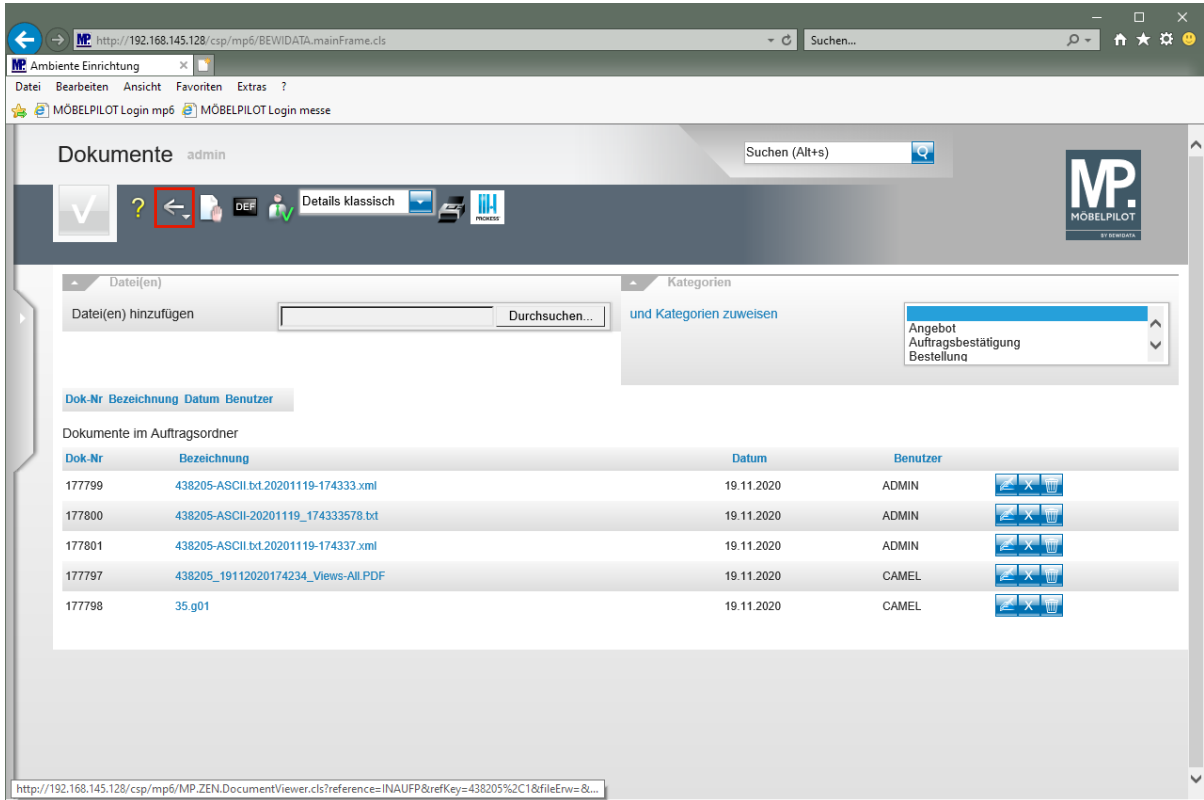 http://192.168.145.128/csp/mp6/BEWIDATA.mainFrame.cls
Suchen...
Ambiente Einrichtung
Datei Bearbeiten Ansicht Favoriten Extras ?
MÖBELPILOT Login mp6 MÖBELPILOT Login messe
Dokumente admin
Suchen (Alt+s)
MP.
MÖBELPILOT
BY BEWIDATA
? DEF Details klassisch PROXESS
Datei(en) Kategorien
Datei(en) hinzufügen Durchsuchen... und Kategorien zuweisen
Angebot
Auftragsbestätigung
Bestellung
Dok-Nr Bezeichnung Datum Benutzer
Dokumente im Auftragsordner
Dok-Nr Bezeichnung Datum Benutzer
177799 438205-ASCII.txt.20201119-174333.xml 19.11.2020 ADMIN X
177800 438205-ASCII-20201119_174333578.txt 19.11.2020 ADMIN X
177801 438205-ASCII.txt.20201119-174337.xml 19.11.2020 ADMIN X
177797 438205_19112020174234_Views-All.PDF 19.11.2020 CAMEL X
177798 35.g01 19.11.2020 CAMEL X
http://192.168.145.128/csp/mp6/MP.ZEN.DocumentViewer.cls?reference=INAUFP&refKey=438205%2C1&fileErw=&...